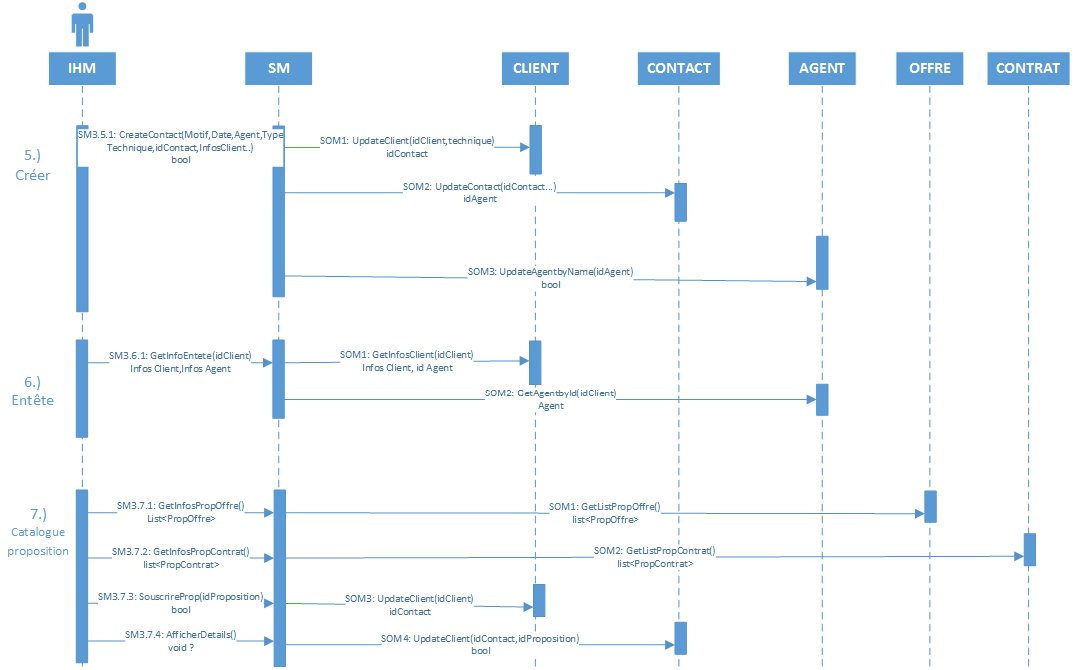 IHM
SM
CLIENT
CONTACT
AGENT
OFFRE
CONTRAT
5.)
Créer
SM3.5.1: CreateContact(Motif,Date,Agent,Type
Technique,idContact,InfosClient..)
bool
SOM1: UpdateClient(idClient,technique)
idContact
SOM2: UpdateContact(idContact...)
idAgent
SOM3: UpdateAgentbyName(idAgent)
bool
6.)
Entête
SM3.6.1: GetInfoEntete(idClient)
Infos Client,Infos Agent
SOM1: GetInfosClient(idClient)
Infos Client, id Agent
SOM2: GetAgentbyId(idClient)
Agent
7.)
Catalogue
proposition
SM3.7.1: GetInfosPropOffre()
List<PropOffre>
SOM1: GetListPropOffre()
list<PropOffre>
SM3.7.2: GetInfosPropContrat()
list<PropContrat>
SOM2: GetListPropContrat()
list<PropContrat>
SM3.7.3: SouscrireProp(idProposition)
bool
SOM3: UpdateClient(idClient)
idContact
SM3.7.4: AfficherDetails()
void ?
SOM4: UpdateClient(idContact,idProposition)
bool